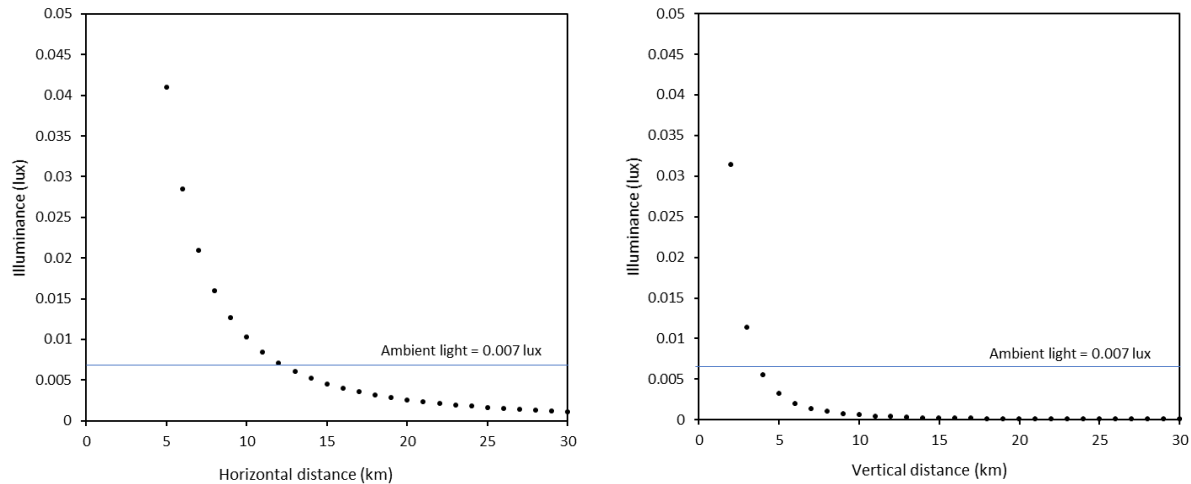 0.05
0.045
0.04
0.035
0.03
0.025
0.02
0.015
0.01
0.005
0
Illuminance (lux)
Ambient light = 0.007 lux
0 5 10 15 20 25 30
Horizontal distance (km)
0.05
0.045
0.04
0.035
0.03
0.025
0.02
0.015
0.01
0.005
0
Illuminance (lux)
Ambient light = 0.007 lux
0 5 10 15 20 25 30
Vertical distance (km)